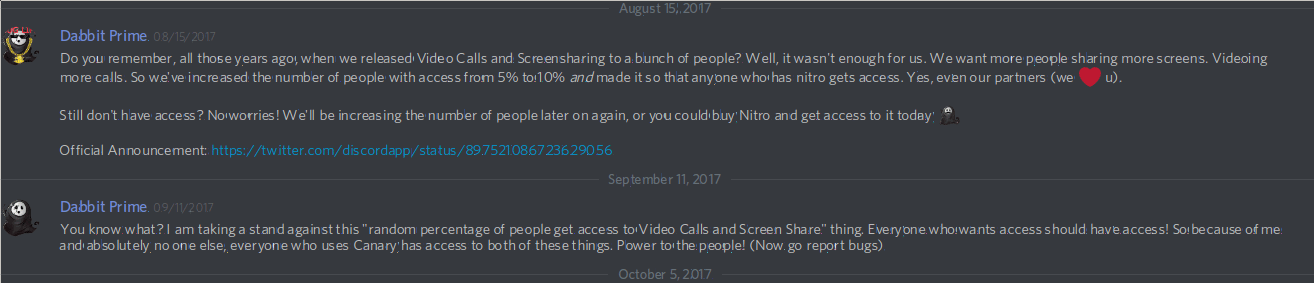 August 15, 2017
Dabbit Prime 08/15/2017
Do you remember, all those years ago, when we released Video Calls and Screensharing to a bunch of people? Well, it wasn't enough for us. We want more people sharing more screens. Videoing
more calls. So we've increased the number of people with access from 5% to 10% and made it so that anyone who has nitro gets access. Yes, even our partners (we ❤ u).
Still don't have access? No worries! We'll be increasing the number of people later on again, or you could buy Nitro and get access to it today
Official Announcement: https://twitter.com/discordapp/status/897521086723629056
September 11, 2017
Dabbit Prime 09/11/2017
You know what? I am taking a stand against this "random percentage of people get access to Video Calls and Screen Share" thing. Everyone who wants access should have access! So because of me
and absolutely no one else, everyone who uses Canary has access to both of these things. Power to the people! (Now go report bugs)
October 5, 2017